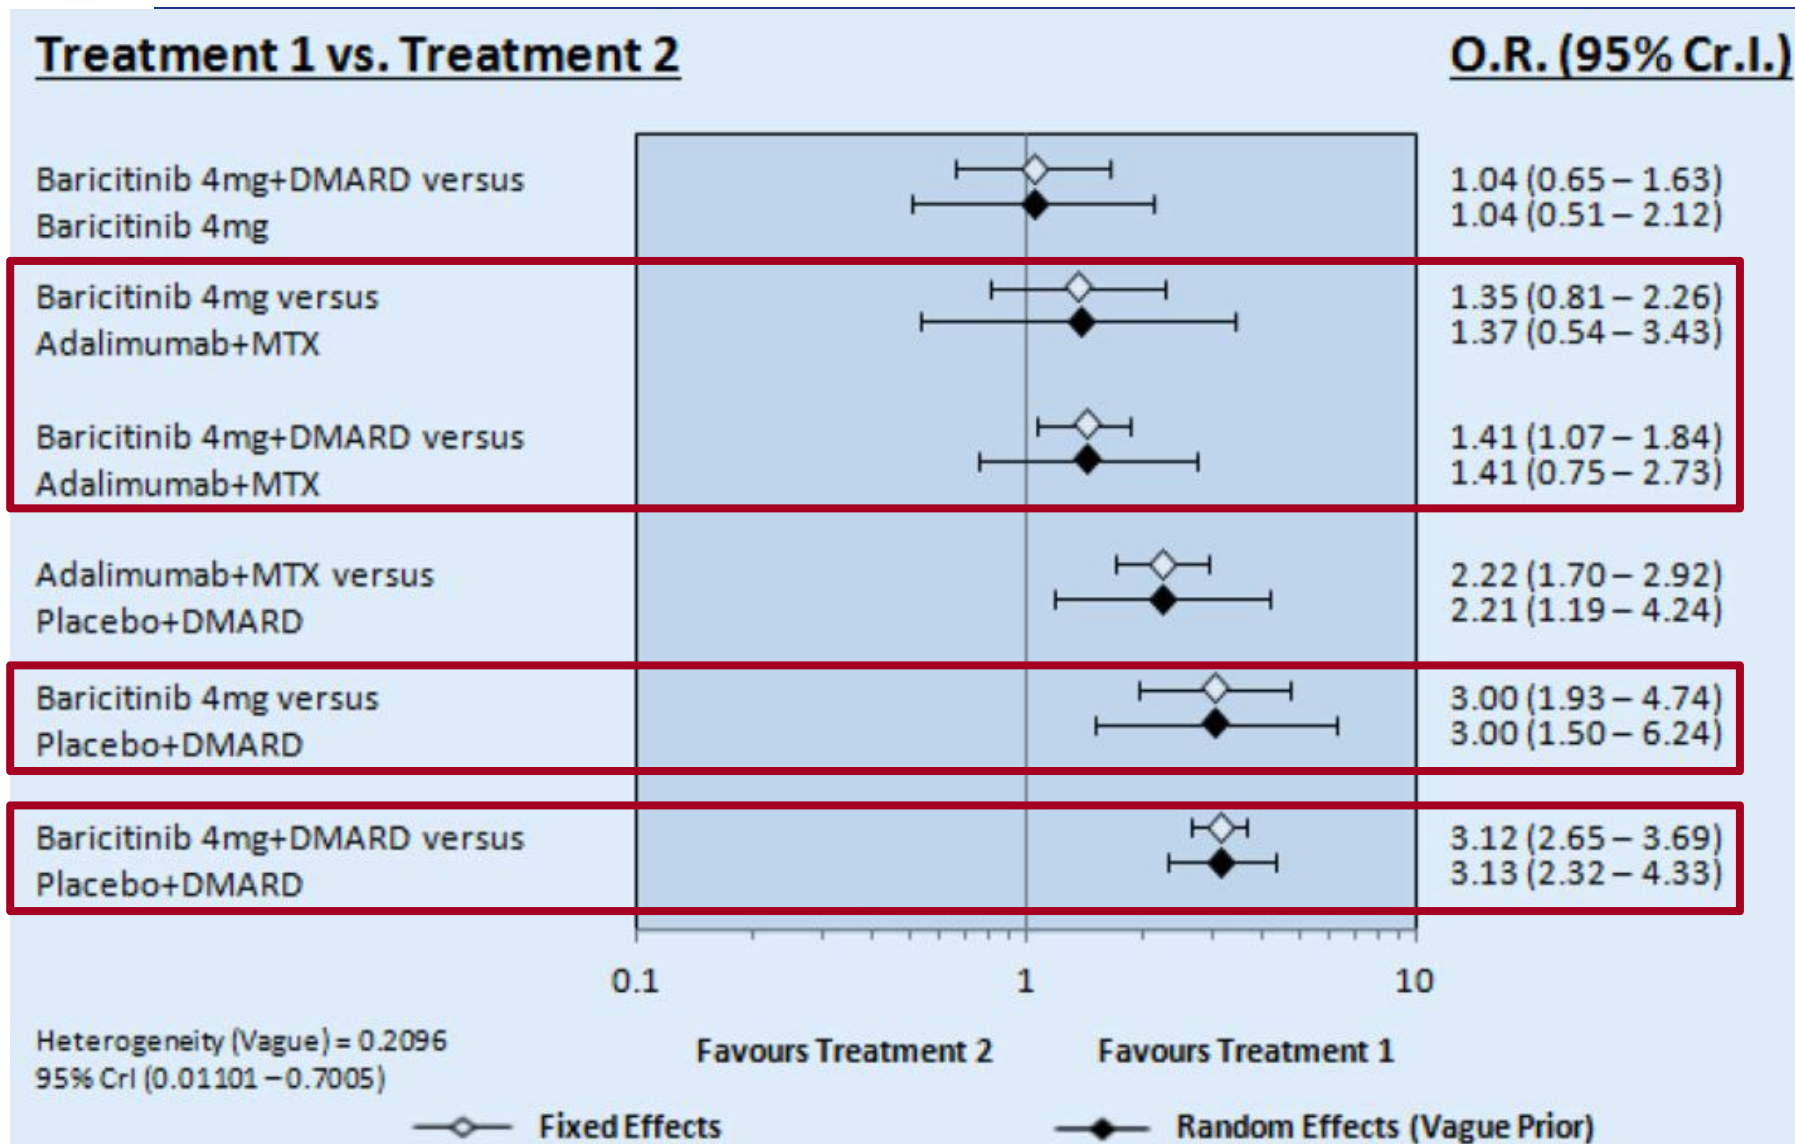 Treatment 1 vs. Treatment 2 O.R. (95% Cr.I.)
Baricitinib 4mg+DMARD versus 1.04 (0.65 – 1.63)
Baricitinib 4mg 1.04 (0.51 – 2.12)
Baricitinib 4mg versus 1.35 (0.81 – 2.26)
Adalimumab+MTX 1.37 (0.54 – 3.43)
Baricitinib 4mg+DMARD versus 1.41 (1.07 – 1.84)
Adalimumab+MTX 1.41 (0.75 – 2.73)
Adalimumab+MTX versus 2.22 (1.70 – 2.92)
Placebo+DMARD 2.21 (1.19 – 4.24)
Baricitinib 4mg versus 3.00 (1.93 – 4.74)
Placebo+DMARD 3.00 (1.50 – 6.24)
Baricitinib 4mg+DMARD versus 3.12 (2.65 – 3.69)
Placebo+DMARD 3.13 (2.32 – 4.33)
0.1 1 10
Heterogeneity (Vague) = 0.2096
Favours Treatment 2 Favours Treatment 1
95% CrI (0.01101 – 0.7005)
Fixed Effects Random Effects (Vague Prior)